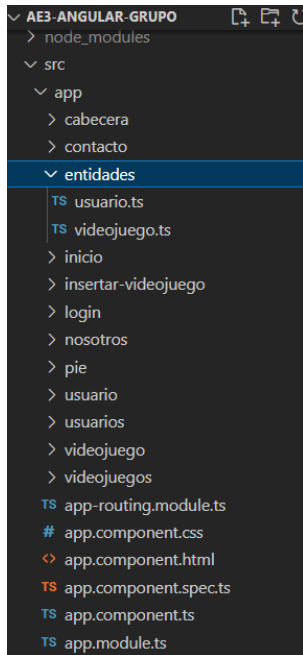 AE3-ANGULAR-GRUPO
node_modules
src
app
cabecera
contacto
entidades
TS usuario.ts
TS videojuego.ts
inicio
insertar-videojuego
login
nosotros
pie
usuario
usuarios
videojuego
videojuegos
TS app-routing.module.ts
# app.component.css
<> app.component.html
TS app.component.spec.ts
TS app.component.ts
TS app.module.ts